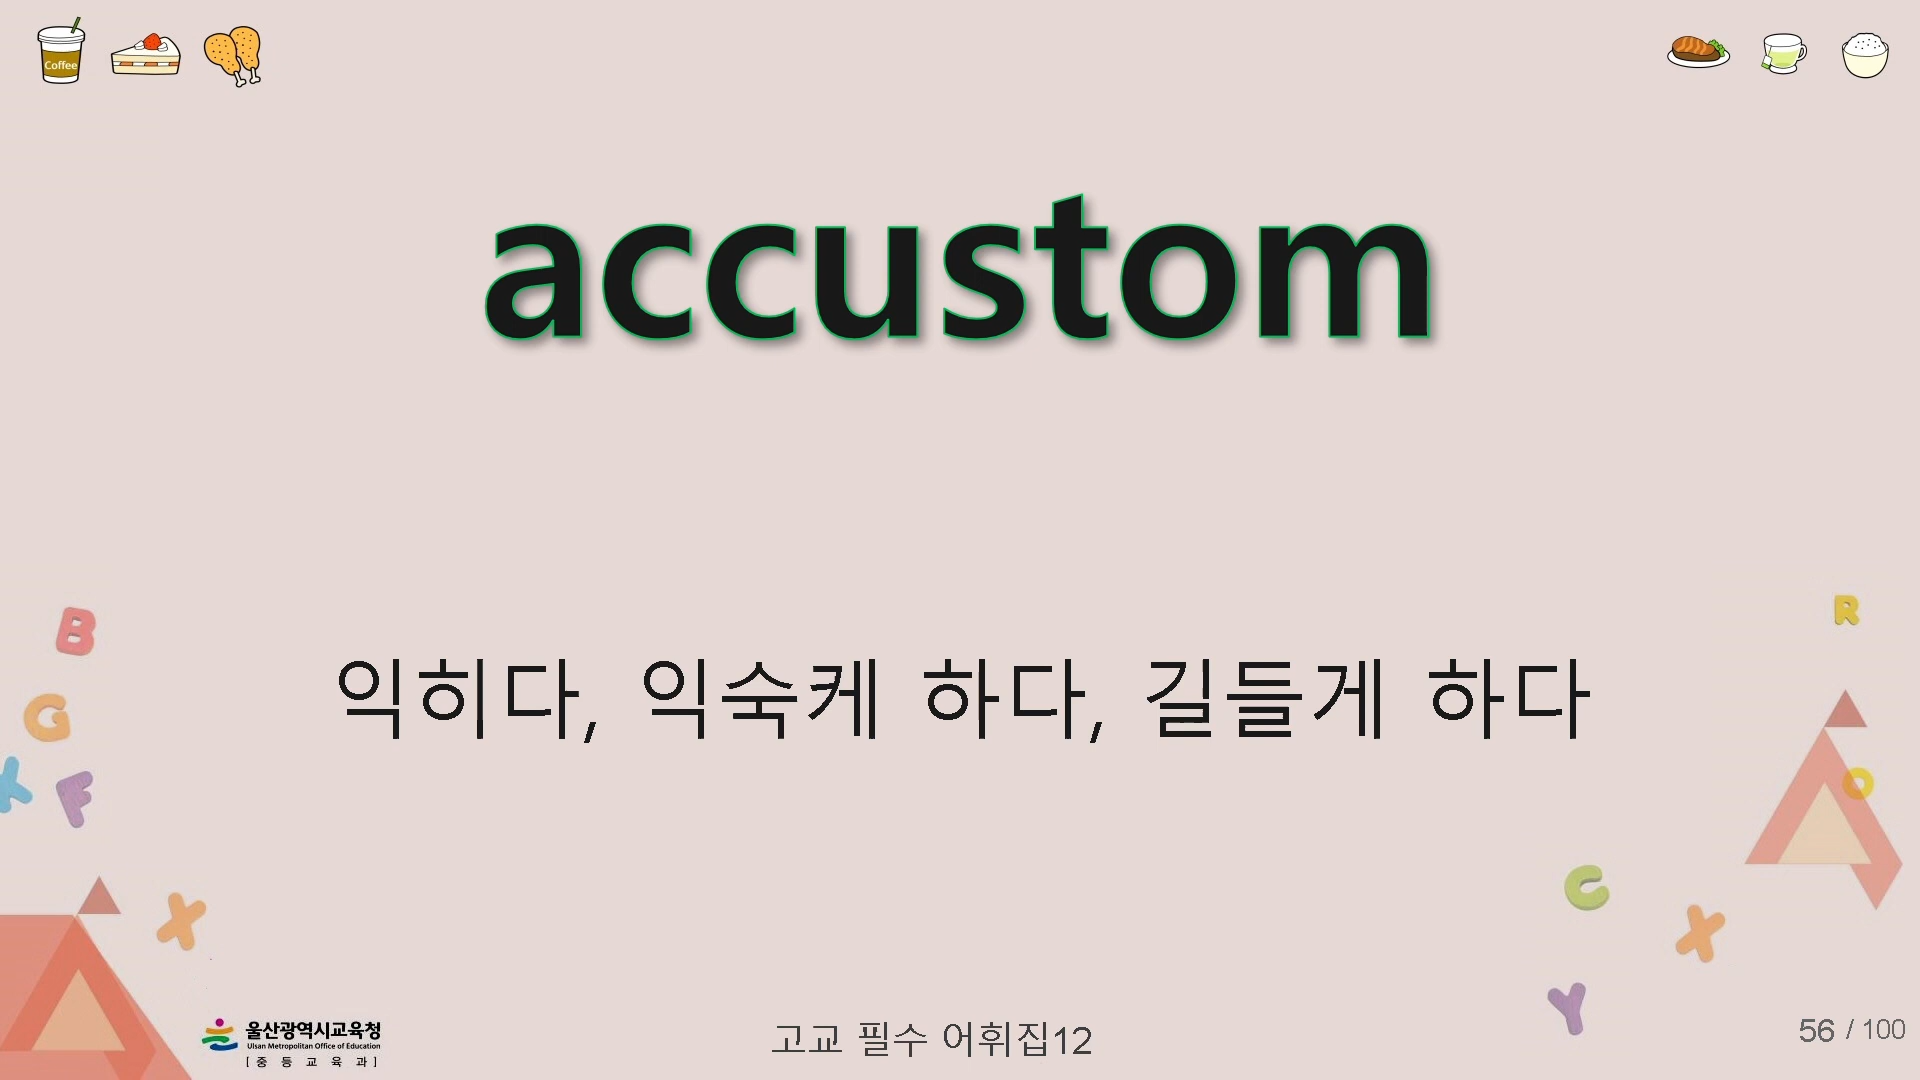 Coffee
accustom
익히다, 익숙케 하다, 길들게 하다
B
R
G
K
F
O
C
X
X
Y
울산광역시교육청
Ulsan Metropolitan Office of Education
[ 중 등 교 육 과 ]
고교 필수 어휘집12
56 / 100